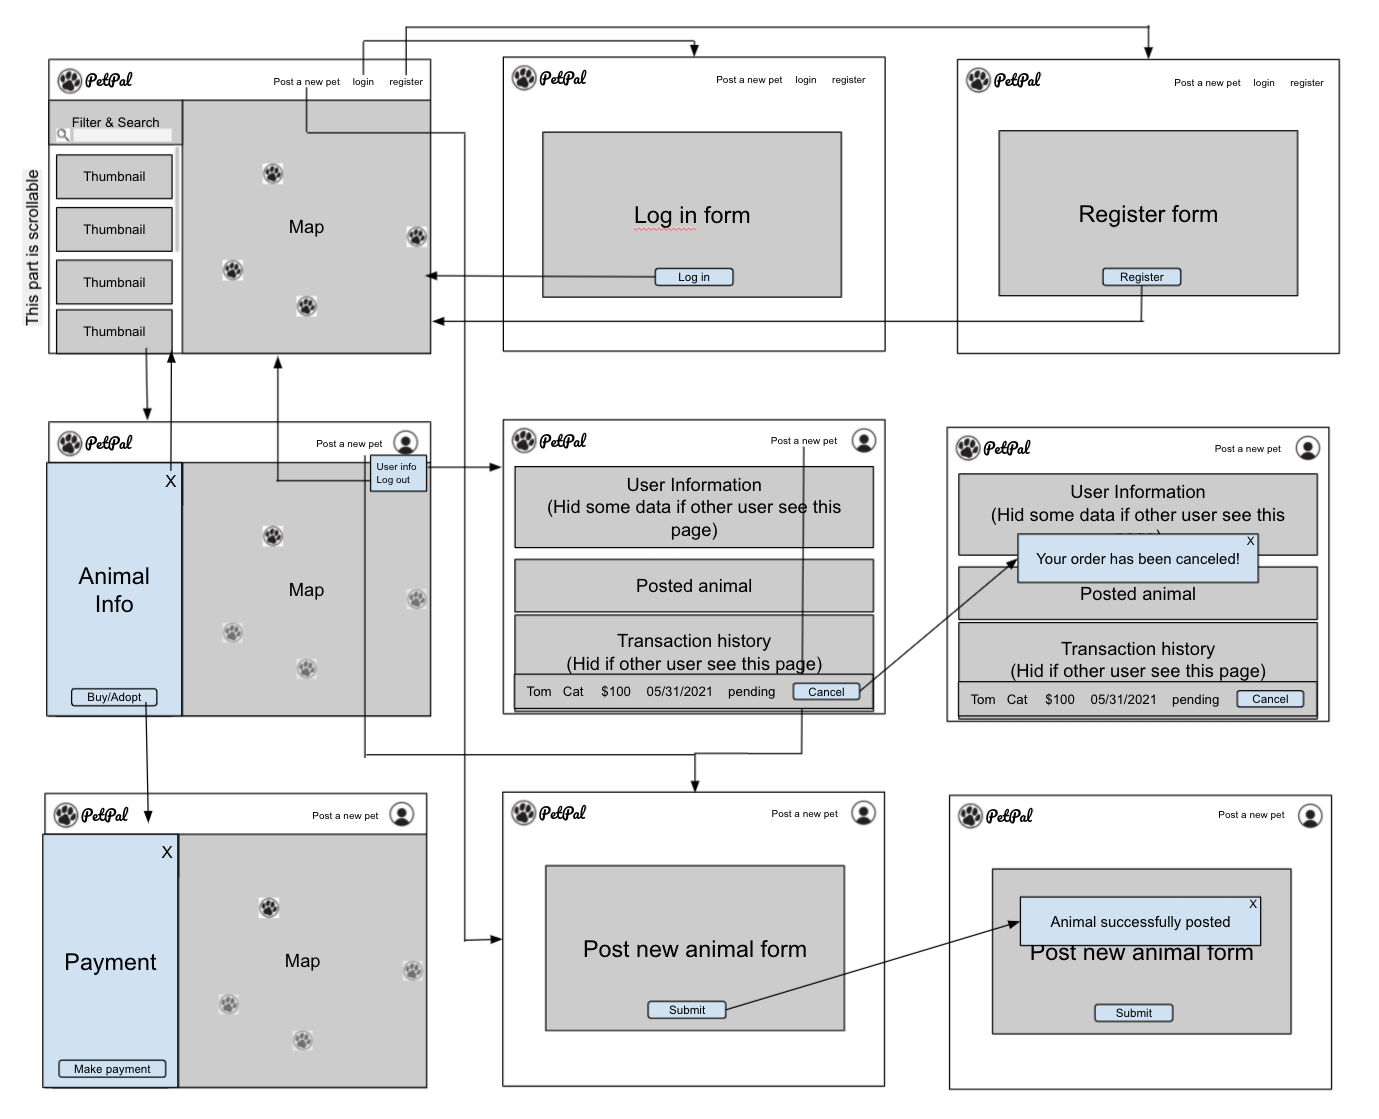 PetPal
Post a new pet login register
Filter & Search
This part is scrollable
Thumbnail
Thumbnail
Thumbnail
Thumbnail
Map
PetPal
Post a new pet login register
Log in form
Log in
PetPal
Post a new pet login register
Register form
Register
PetPal
Post a new pet
User info
Log out
X
Animal
Info
Buy/Adopt
Map
PetPal
Post a new pet
User Information
(Hid some data if other user see this
page)
Posted animal
Transaction history
(Hid if other user see this page)
Tom Cat $100 05/31/2021 pending Cancel
PetPal
Post a new pet
User Information
(Hid some data if other user see this
page)
X
Your order has been canceled!
Posted animal
Transaction history
(Hid if other user see this page)
Tom Cat $100 05/31/2021 pending Cancel
PetPal
Post a new pet
X
Payment
Make payment
Map
PetPal
Post a new pet
Post new animal form
Submit
PetPal
Post a new pet
X
Animal successfully posted
Post new animal form
Submit